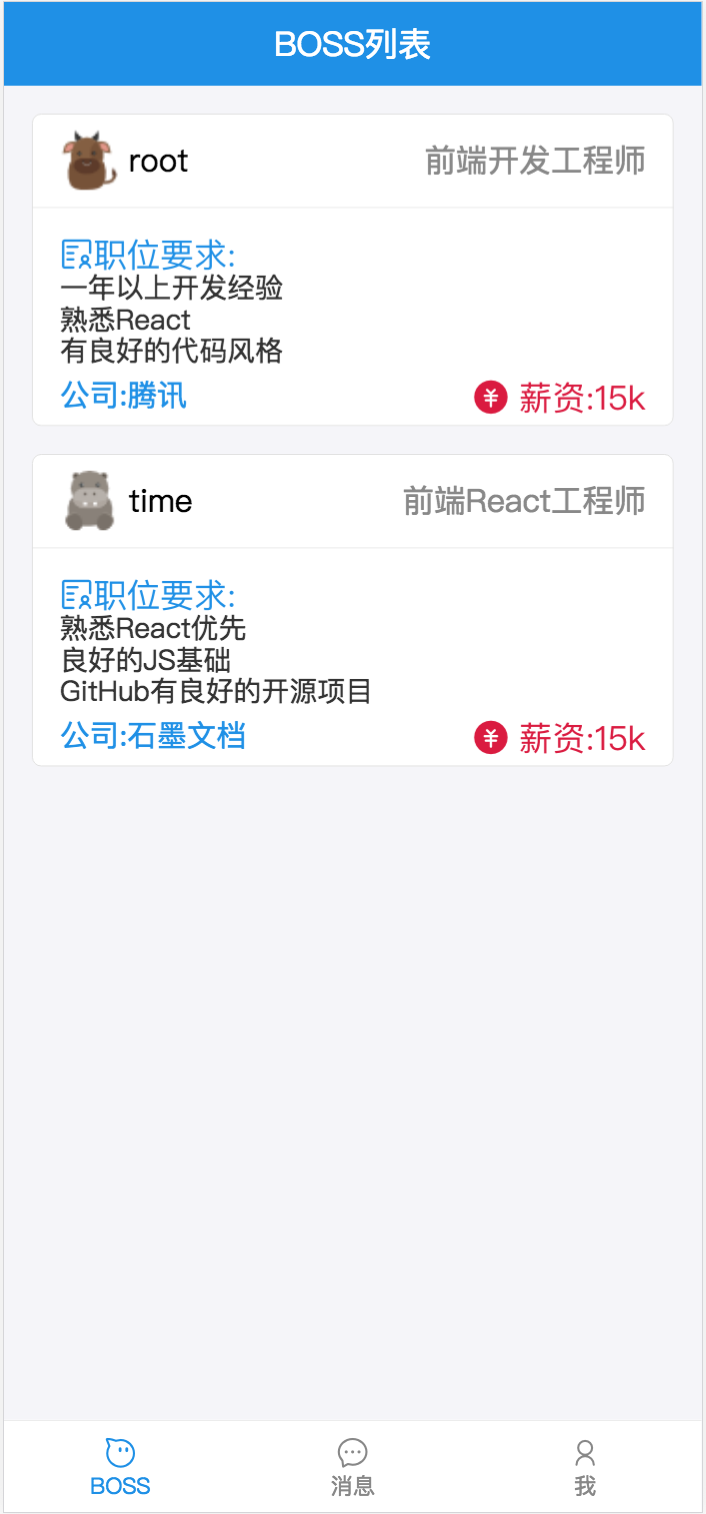 BOSS列表
root 前端开发工程师
职位要求:
一年以上开发经验
熟悉React
有良好的代码风格
公司:腾讯 ¥ 薪资:15k
time 前端React工程师
职位要求:
熟悉React优先
良好的JS基础
GitHub有良好的开源项目
公司:石墨文档 ¥ 薪资:15k
BOSS 消息 我